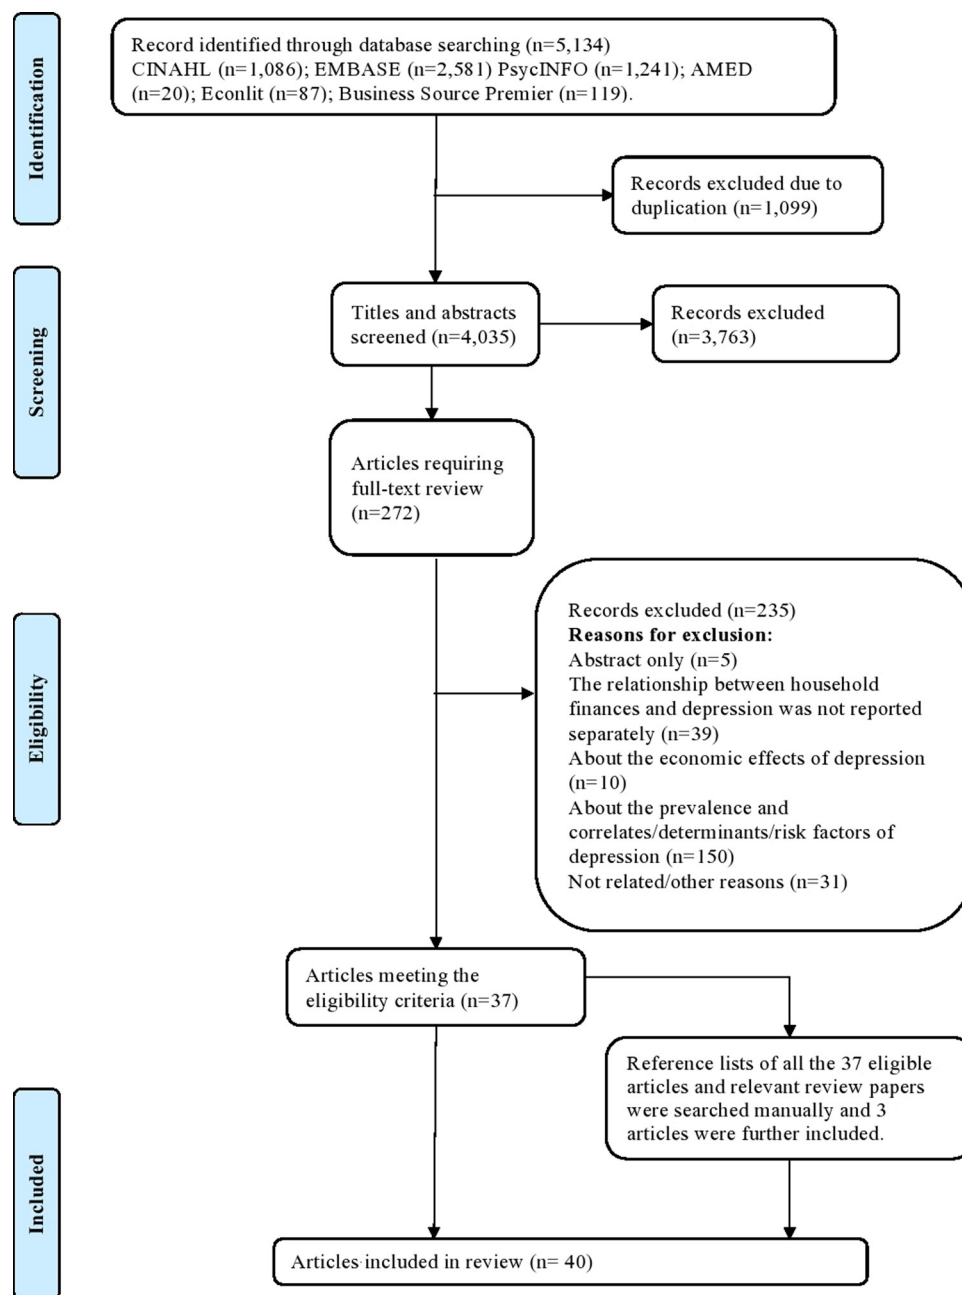 Identification
Record identified through database searching (n=5,134)
CINAHL (n=1,086); EMBASE (n=2,581) PsycINFO (n=1,241); AMED
(n=20); Econlit (n=87); Business Source Premier (n=119).
Records excluded due to
duplication (n=1,099)
Screening
Titles and abstracts
screened (n=4,035)
Records excluded
(n=3,763)
Articles requiring
full-text review
(n=272)
Eligibility
Records excluded (n=235)
Reasons for exclusion:
Abstract only (n=5)
The relationship between household
finances and depression was not reported
separately (n=39)
About the economic effects of depression
(n=10)
About the prevalence and
correlates/determinants/risk factors of
depression (n=150)
Not related/other reasons (n=31)
Articles meeting the
eligibility criteria (n=37)
Reference lists of all the 37 eligible
articles and relevant review papers
were searched manually and 3
articles were further included.
Included
Articles included in review (n= 40)